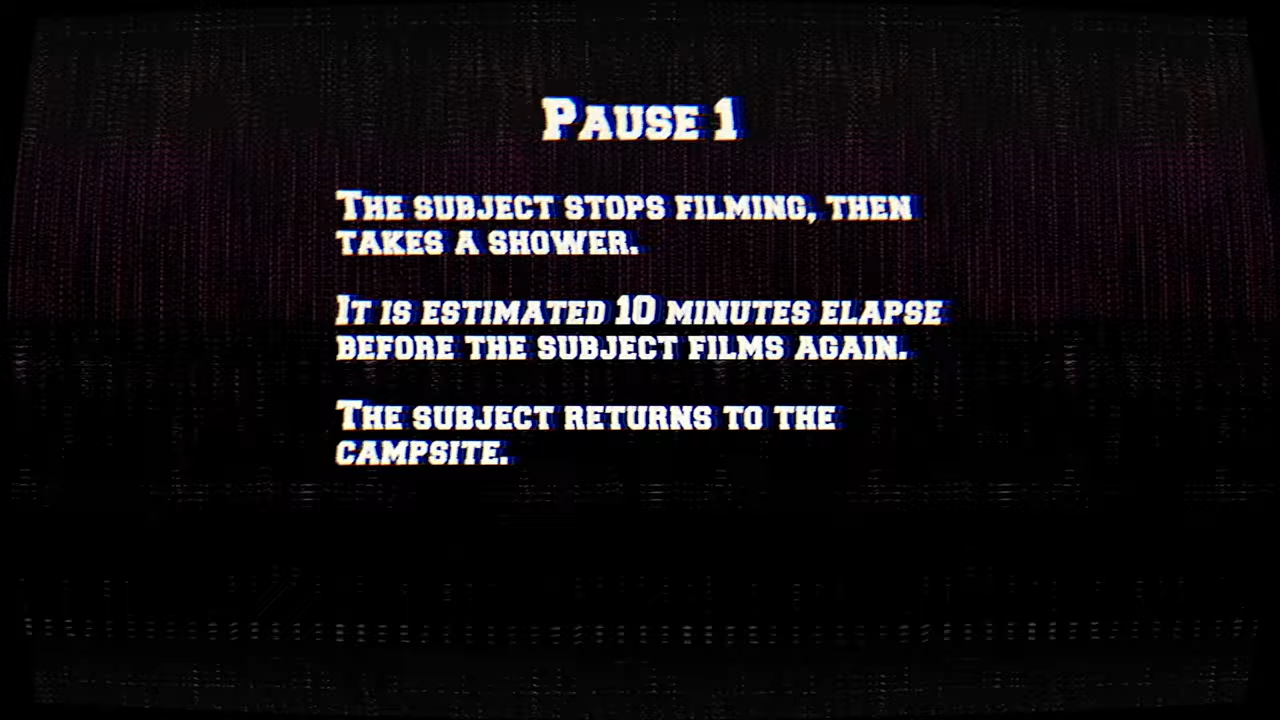 Pause 1
The subject stops filming, then
takes a shower.
It is estimated 10 minutes elapse
before the subject films again.
The subject returns to the
campsite.